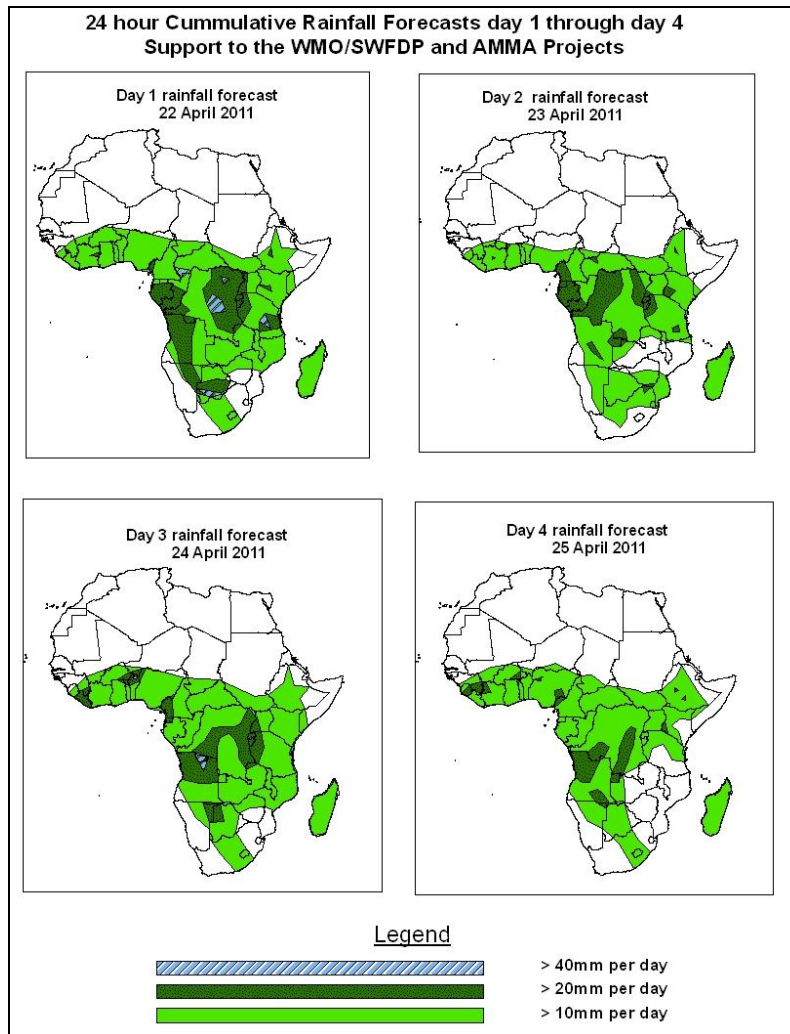 24 hour Cummulative Rainfall Forecasts day 1 through day 4
Support to the WMO/SWFDP and AMMA Projects
Day 1 rainfall forecast
22 April 2011
Day 2 rainfall forecast
23 April 2011
Day 3 rainfall forecast
24 April 2011
Day 4 rainfall forecast
25 April 2011
Legend
> 40mm per day
> 20mm per day
> 10mm per day